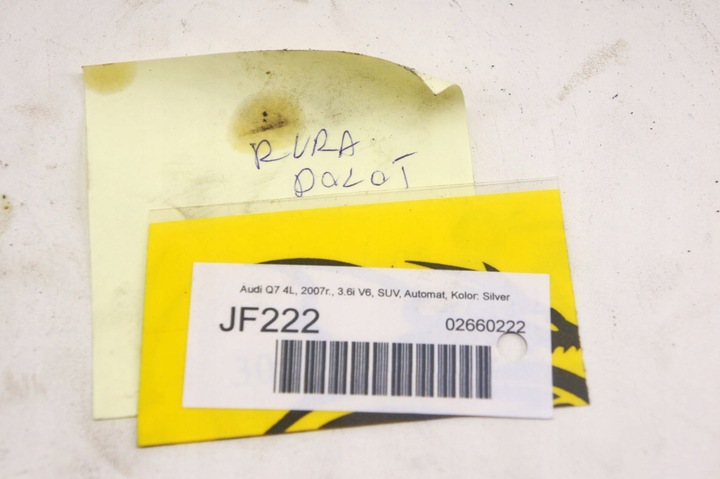 RURA
DOLOT
Audi Q7 4L, 2007r., 3.6i V6, SUV, Automat, Kolor: Silver
JF222
02660222